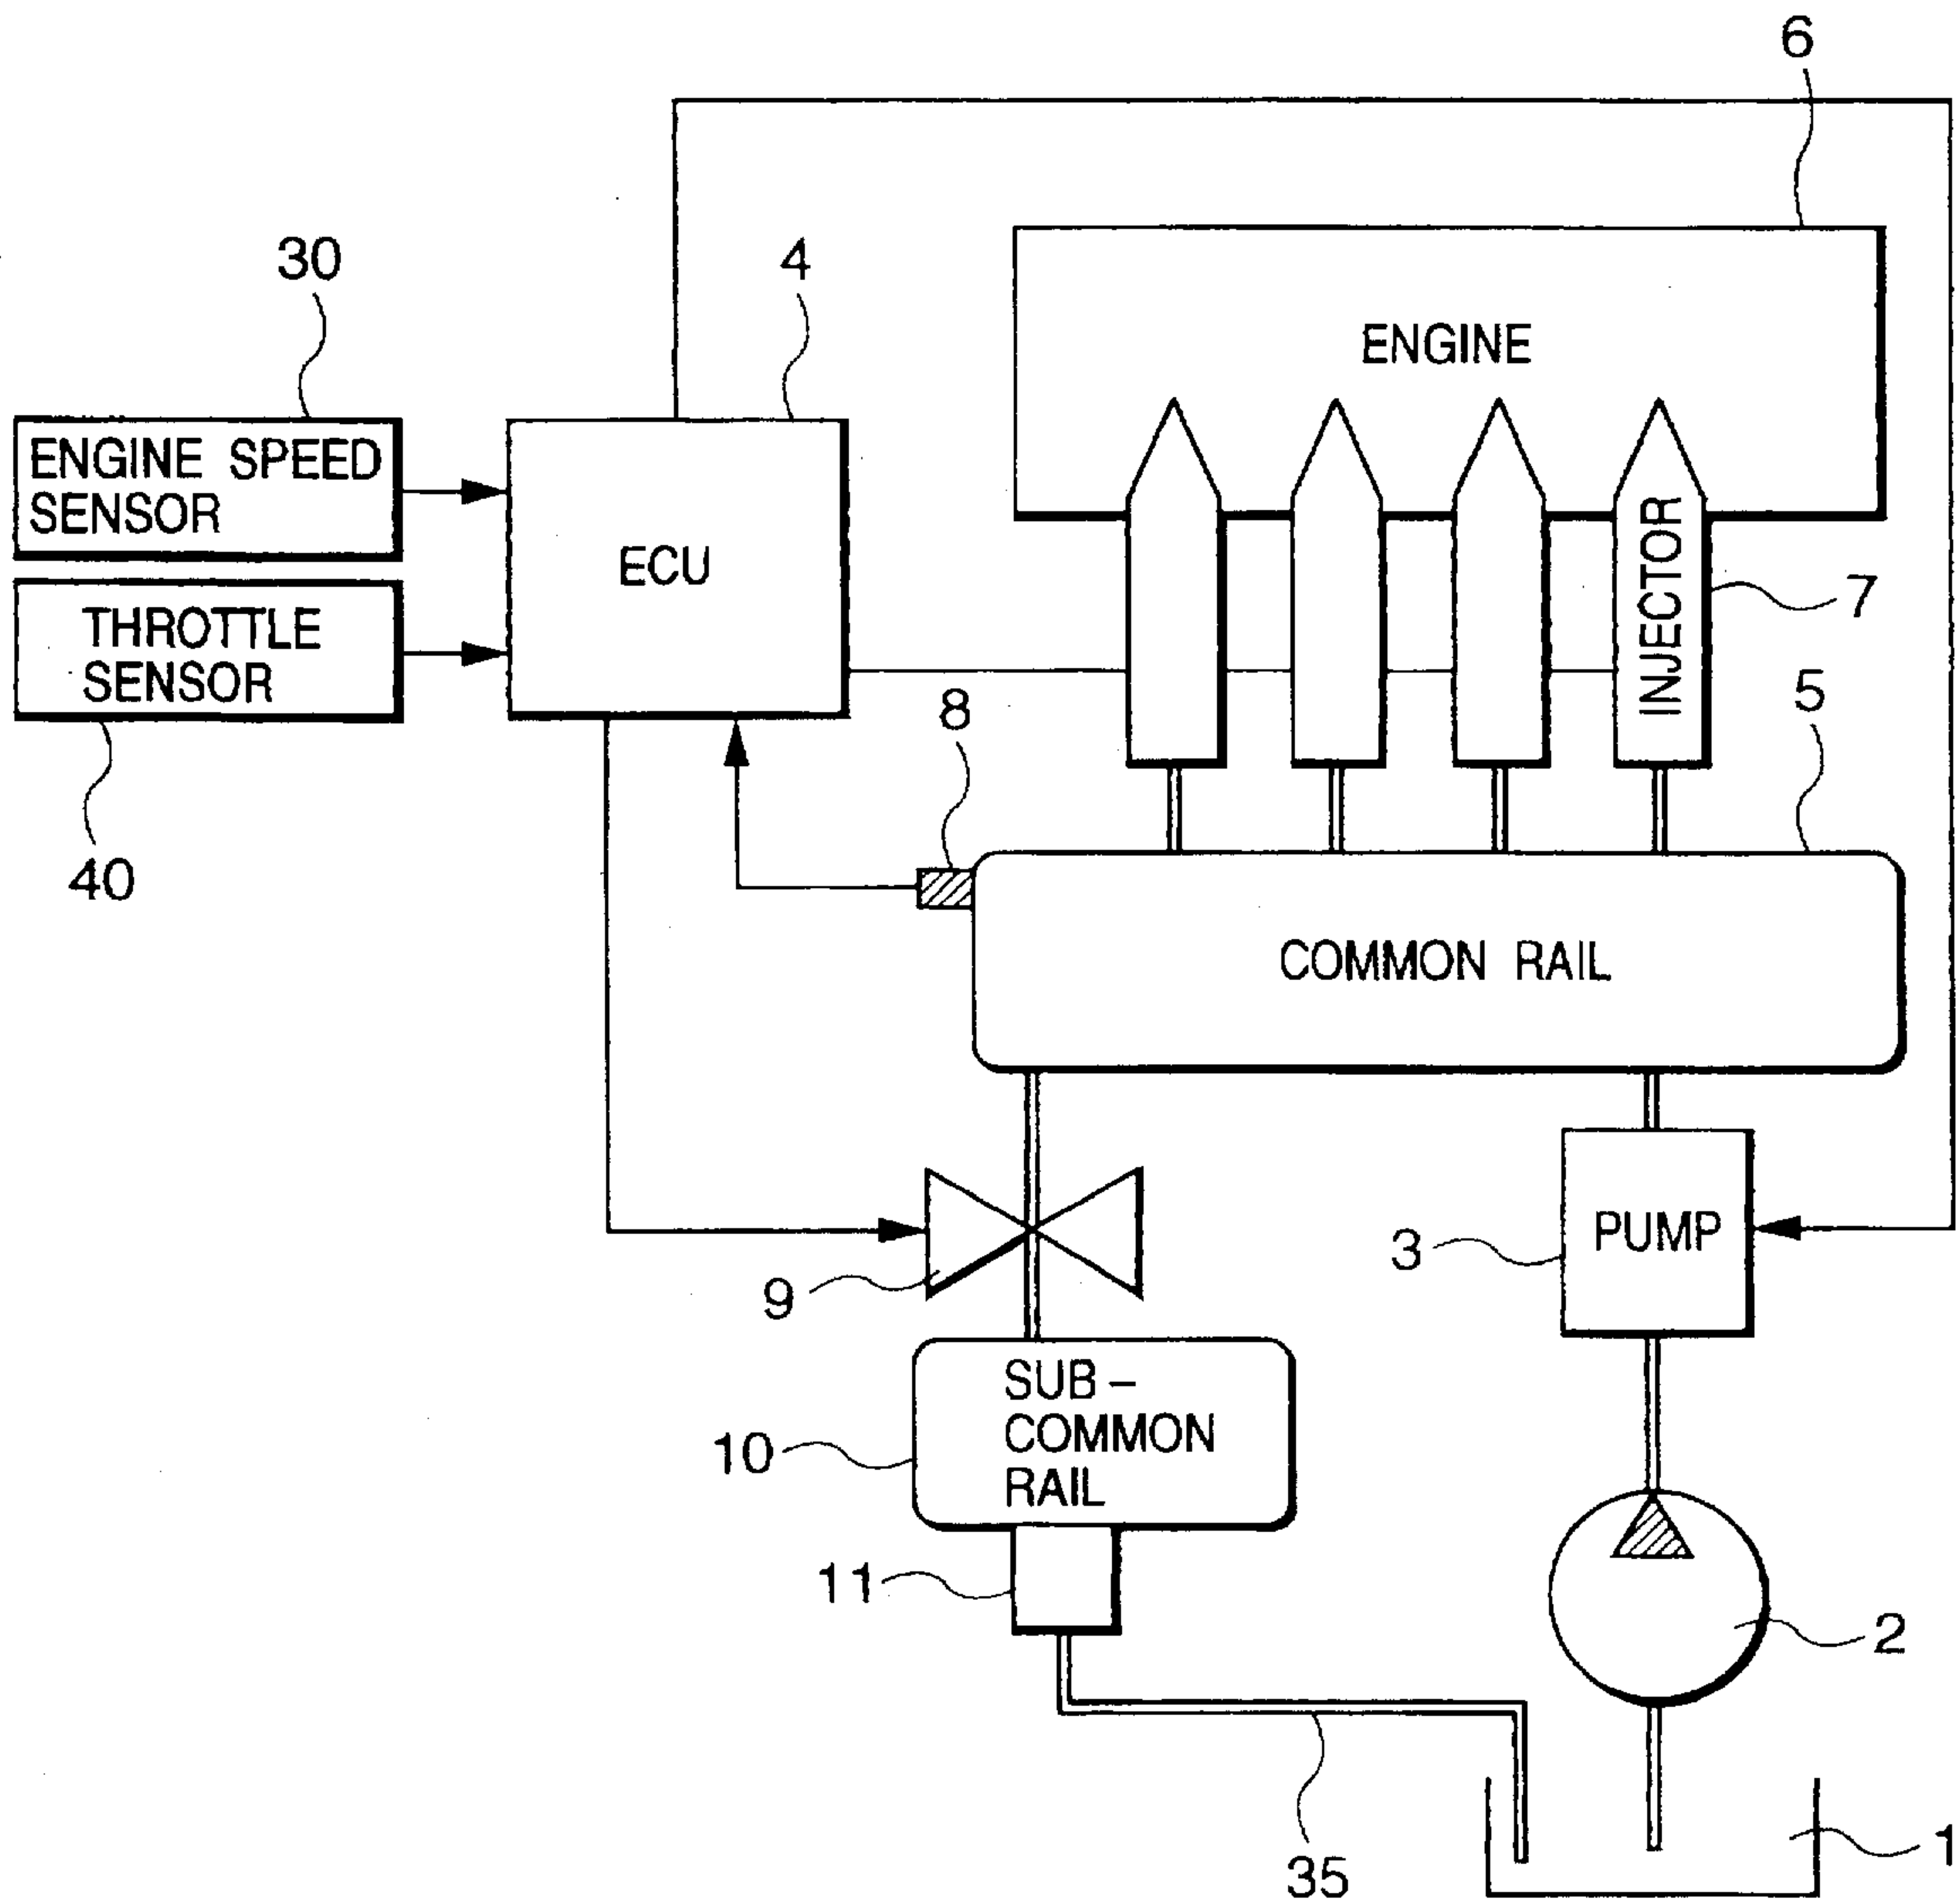 6
30
4
ENGINE
ENGINE SPEED
SENSOR
ECU
INJECTOR
7
THROTTLE
SENSOR
8
5
40
COMMON RAIL
PUMP
3
9
SUB-
COMMON
RAIL
10
11
2
35
1